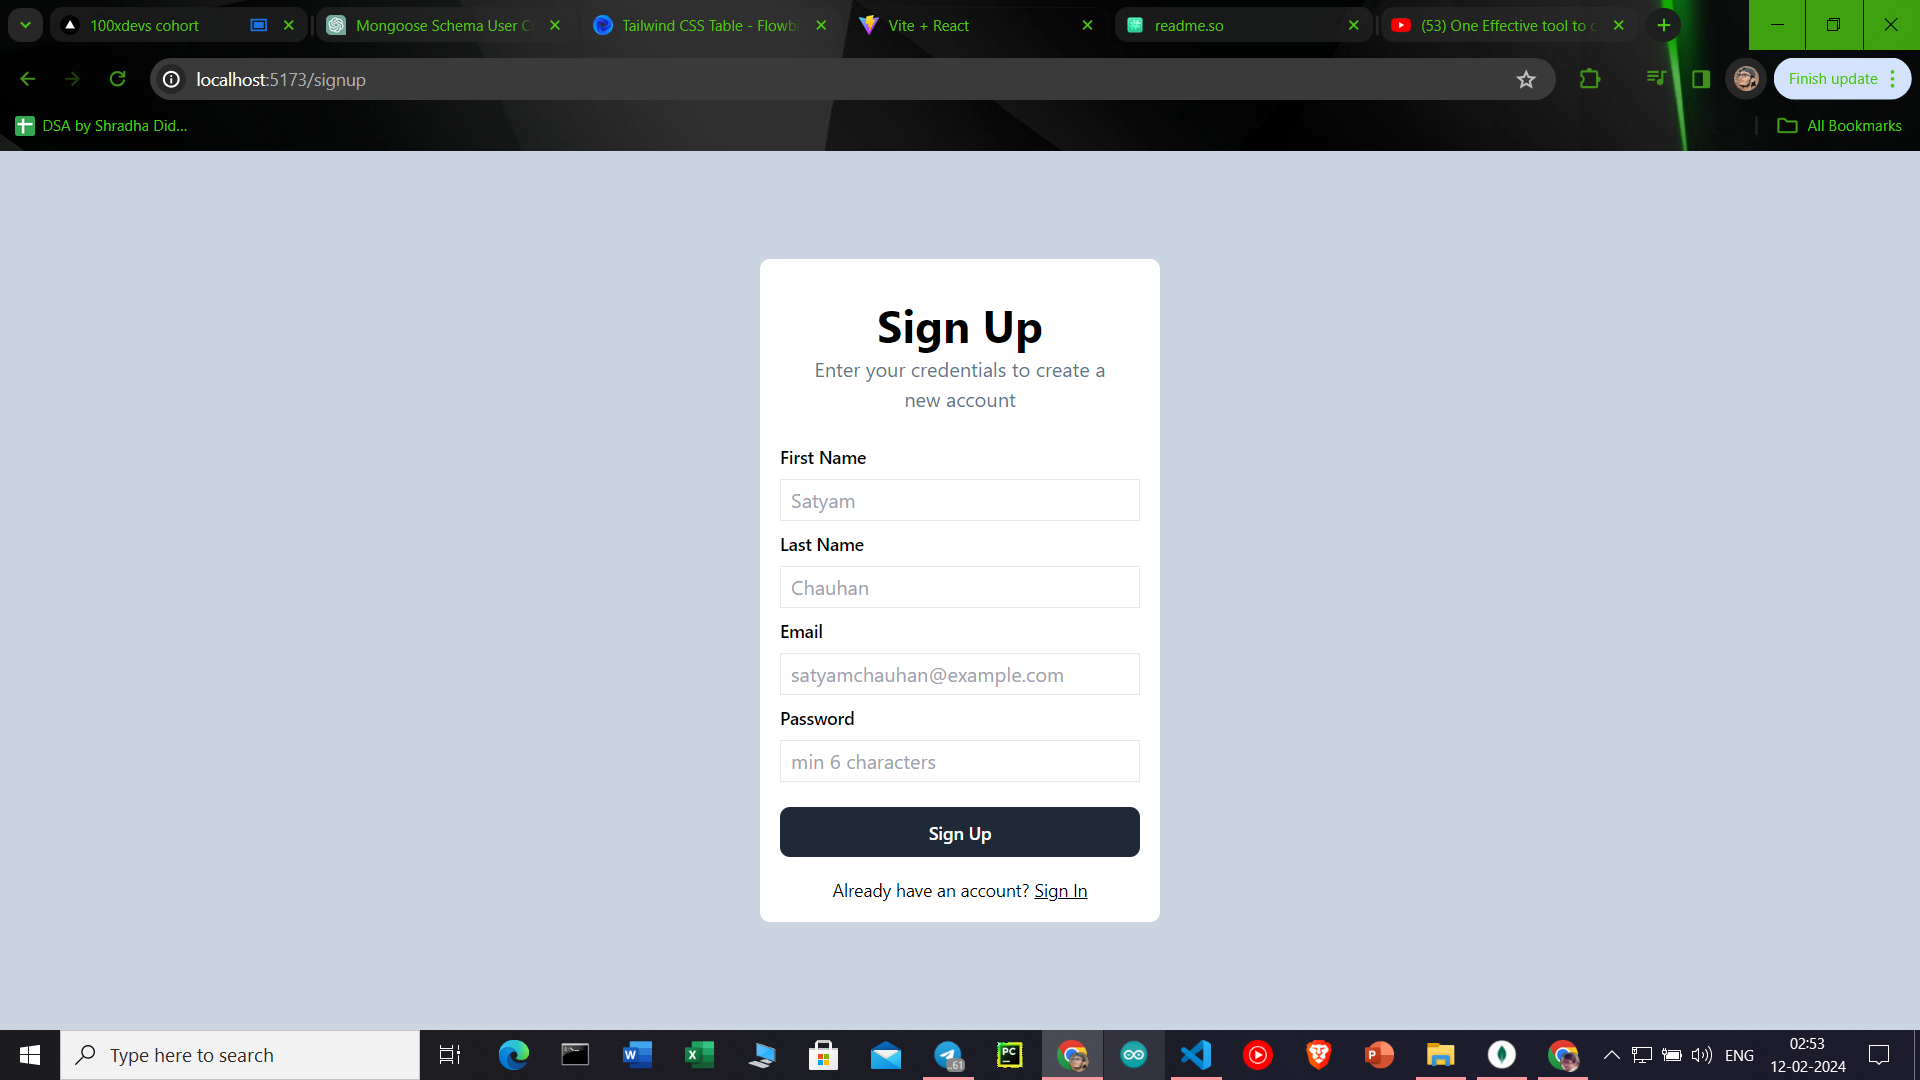 100xdevs cohort
Mongoose Schema User C
Tailwind CSS Table - Flowb
Vite + React
readme.so
(53) One Effective tool to c
localhost:5173/signup
Finish update
DSA by Shradha Did...
All Bookmarks
Sign Up
Enter your credentials to create a
new account
First Name
Satyam
Last Name
Chauhan
Email
satyamchauhan@example.com
Password
min 6 characters
Sign Up
Already have an account? Sign In
Type here to search
61
PC
ENG
02:53
12-02-2024